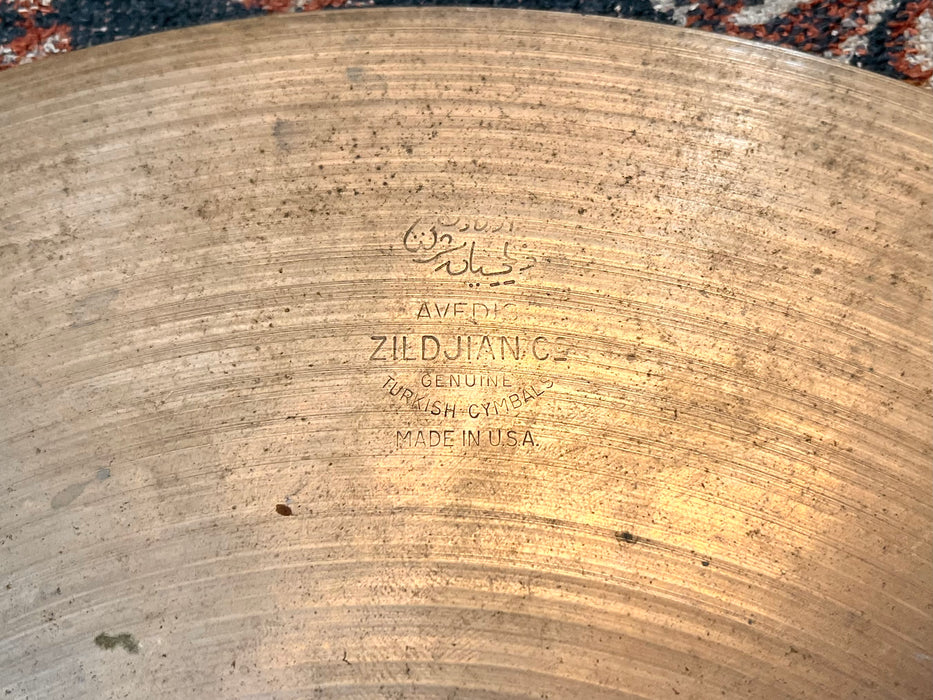 AVEDIS
ZILDJIAN Co
GENUINE
TURKISH CYMBALS
MADE IN U.S.A.